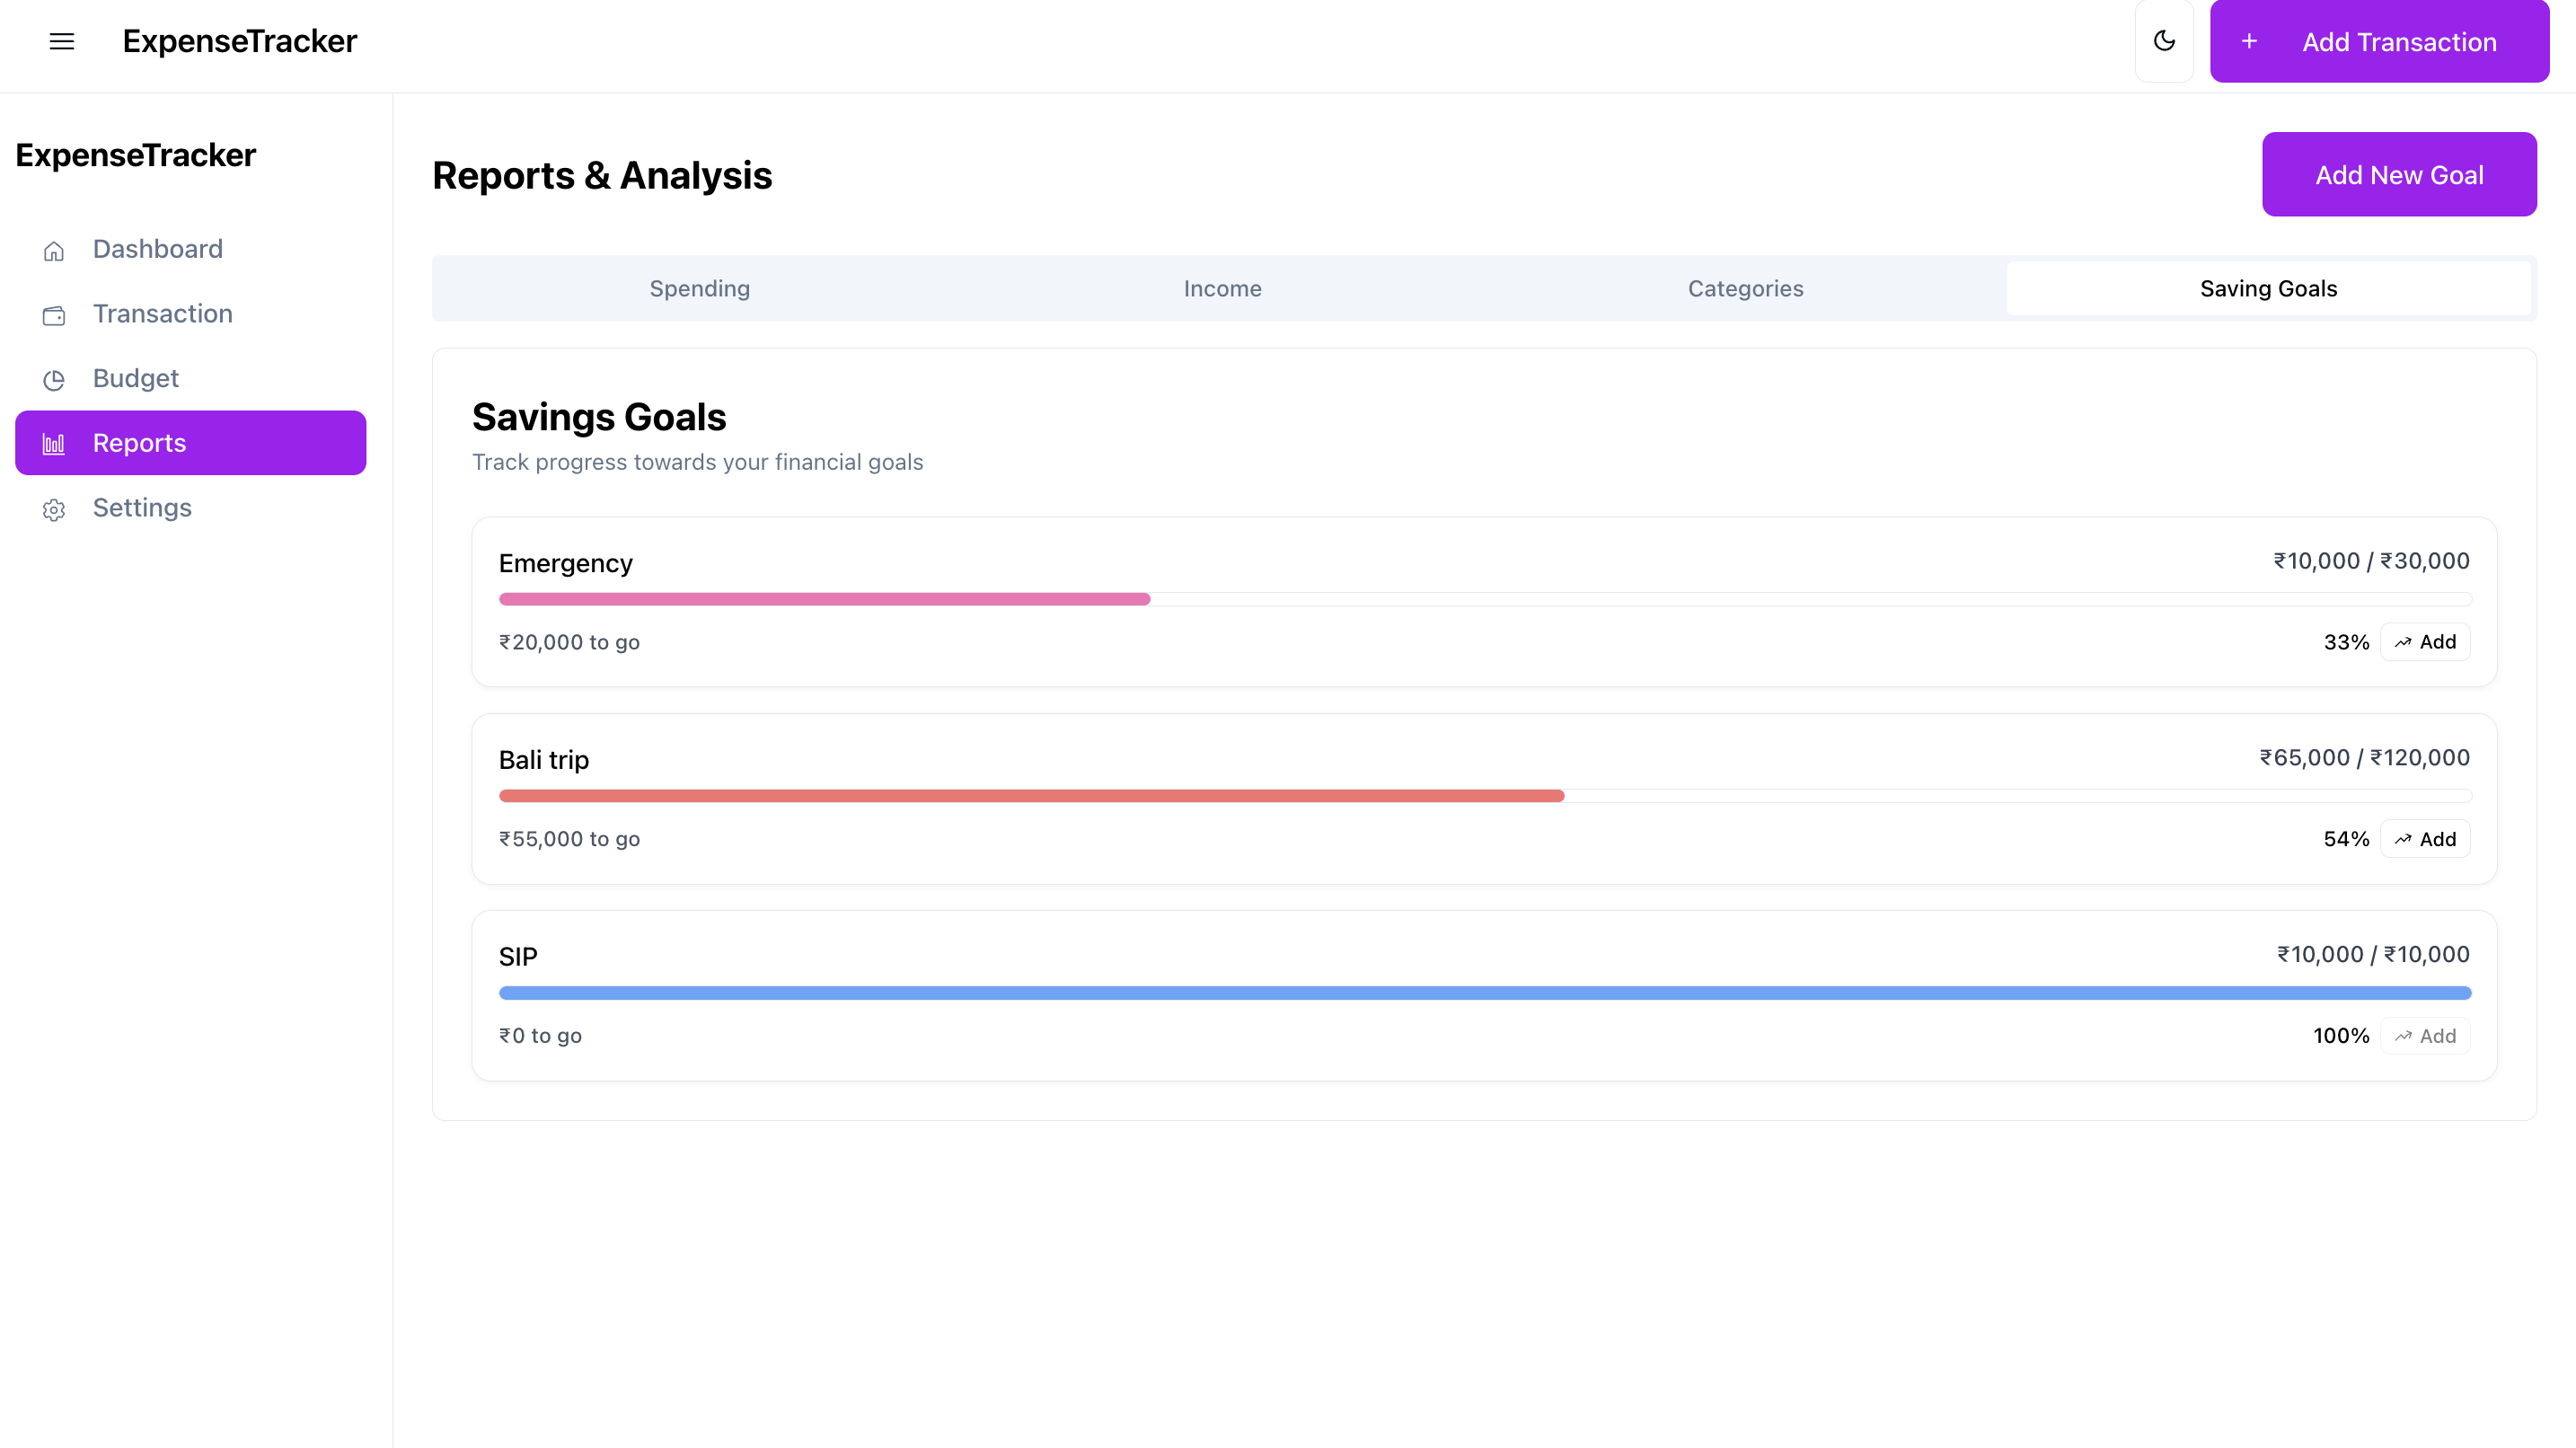 ExpenseTracker
+ Add Transaction
ExpenseTracker
Dashboard
Transaction
Budget
Reports
Settings
Reports & Analysis
Add New Goal
Spending Income Categories Saving Goals
Savings Goals
Track progress towards your financial goals
Emergency ₹10,000 / ₹30,000
₹20,000 to go 33% Add
Bali trip ₹65,000 / ₹120,000
₹55,000 to go 54% Add
SIP ₹10,000 / ₹10,000
₹0 to go 100% Add